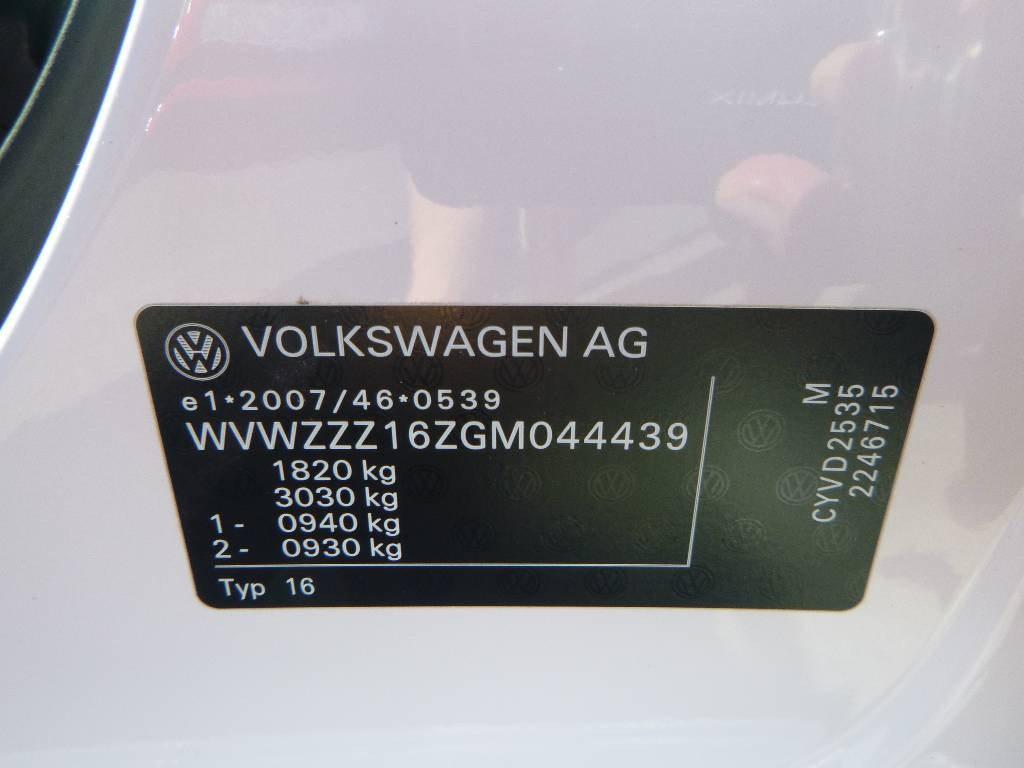 VOLKSWAGEN AG
e1*2007/46*0539
WVWZZZ16ZGM044439
1820 kg
3030 kg
1- 0940 kg
2- 0930 kg
Typ 16
M
CYVD2535
2246715